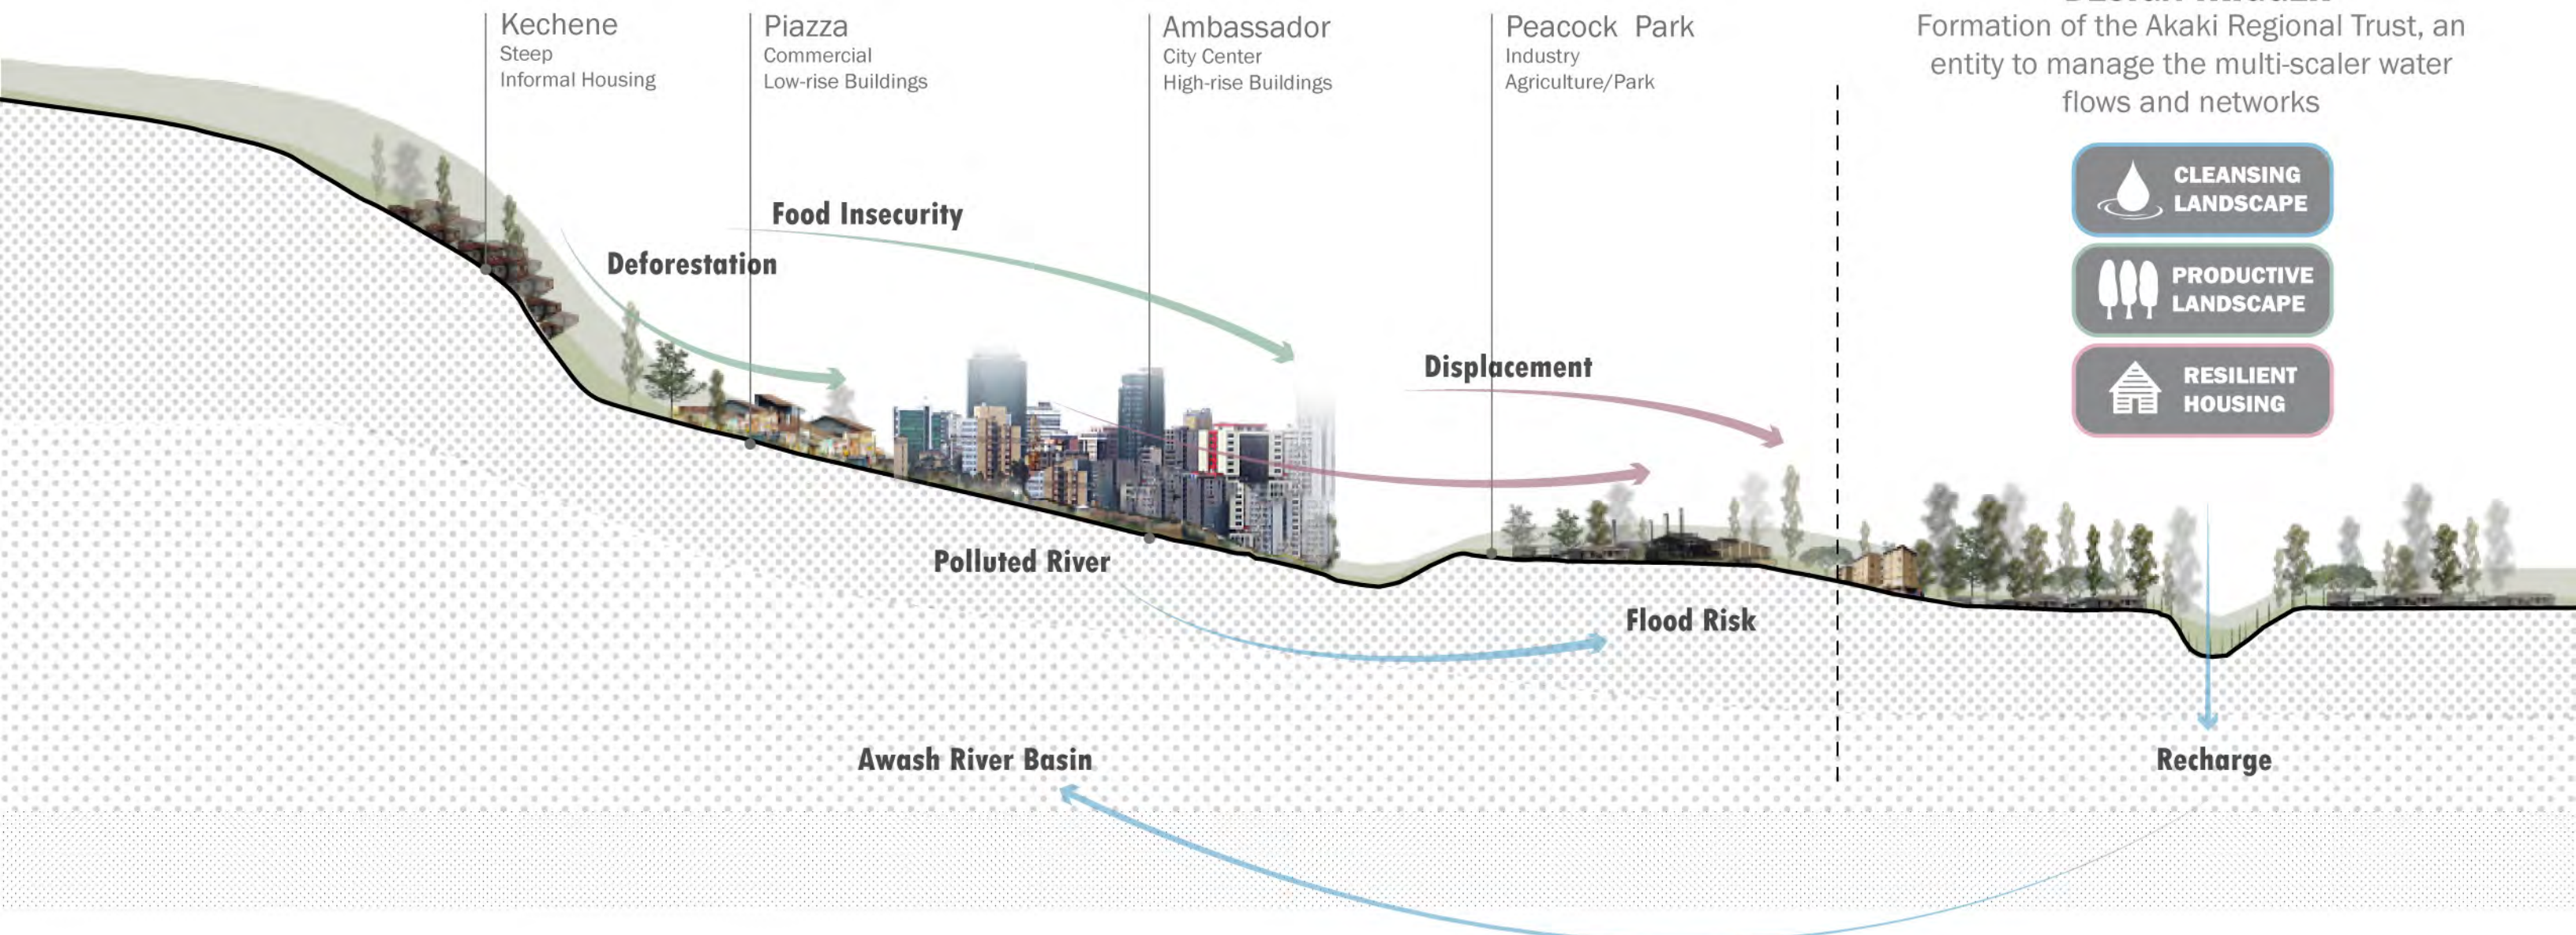 Kechene
Steep
Informal Housing
Piazza
Commercial
Low-rise Buildings
Ambassador
City Center
High-rise Buildings
Peacock Park
Industry
Agriculture/Park
Formation of the Akaki Regional Trust, an
entity to manage the multi-scaler water
flows and networks
CLEANSING
LANDSCAPE
PRODUCTIVE
LANDSCAPE
RESILIENT
HOUSING
Food Insecurity
Deforestation
Displacement
Polluted River
Flood Risk
Awash River Basin
Recharge